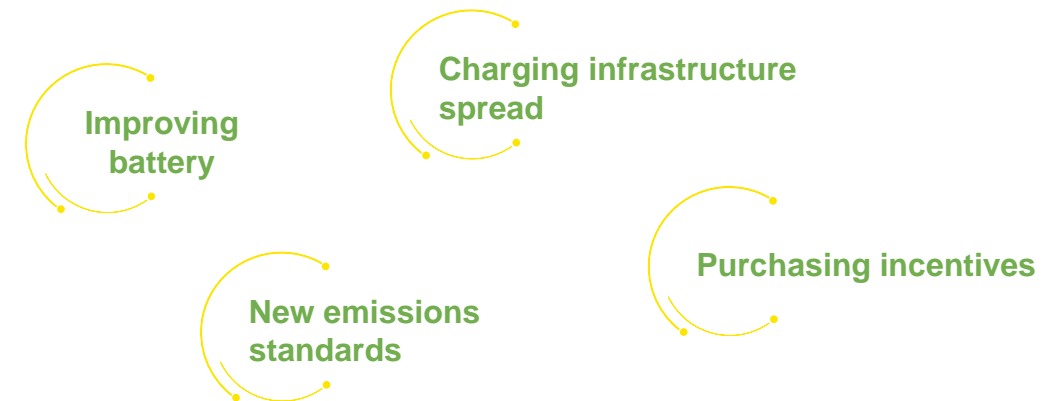 Charging infrastructure
spread
Improving
battery
Purchasing incentives
New emissions
standards